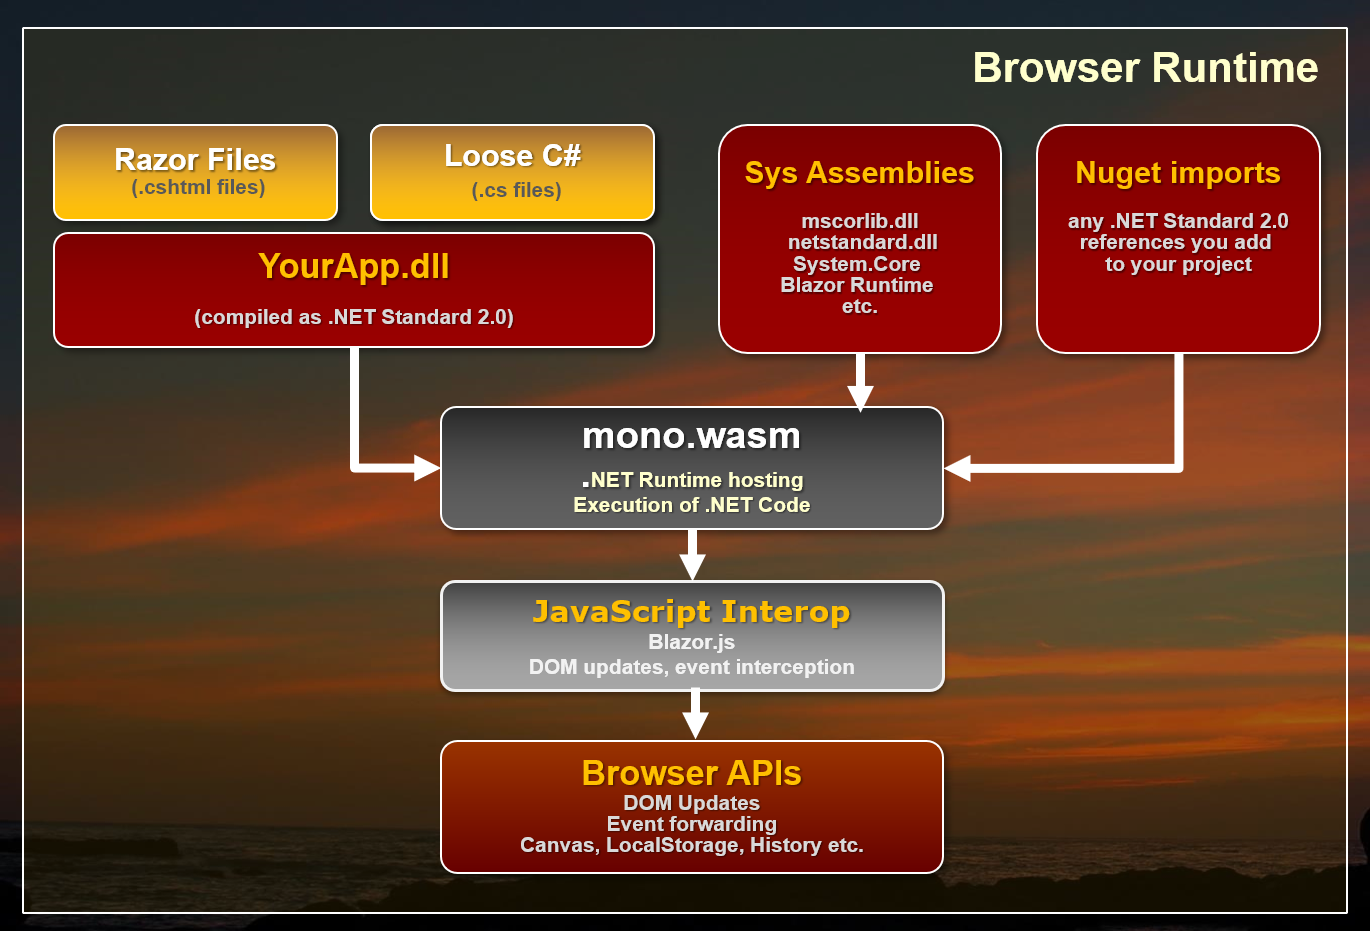 Browser Runtime
Razor Files
(.cshtml files)
Loose C#
(.cs files)
YourApp.dll
(compiled as .NET Standard 2.0)
Sys Assemblies
mscorlib.dll
netstandard.dll
System.Core
Blazor Runtime
etc.
Nuget imports
any .NET Standard 2.0
references you add
to your project
mono.wasm
.NET Runtime hosting
Execution of .NET Code
JavaScript Interop
Blazor.js
DOM updates, event interception
Browser APIs
DOM Updates
Event forwarding
Canvas, LocalStorage, History etc.